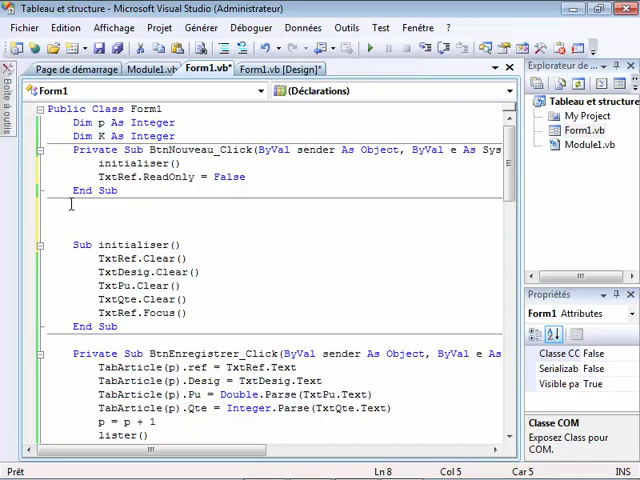 Tableau et structure - Microsoft Visual Studio (Administrateur)
Fichier Edition Affichage Projet Générer Déboguer Données Outils Test Fenêtre ?
Boîte à outils
Page de démarrage Module1.vb Form1.vb* Form1.vb [Design]*
Form1 (Déclarations)
Public Class Form1
Dim p As Integer
Dim K As Integer
Private Sub BtnNouveau_Click(ByVal sender As Object, ByVal e As Sys
initialiser()
TxtRef.ReadOnly = False
End Sub
Sub initialiser()
TxtRef.Clear()
TxtDesig.Clear()
TxtPu.Clear()
TxtQte.Clear()
TxtRef.Focus()
End Sub
Private Sub BtnEnregistrer_Click(ByVal sender As Object, ByVal e As
TabArticle(p).ref = TxtRef.Text
TabArticle(p).Desig = TxtDesig.Text
TabArticle(p).Pu = Double.Parse(TxtPu.Text)
TabArticle(p).Qte = Integer.Parse(TxtQte.Text)
p = p + 1
lister()
Explorateur de
Tableau et structure
My Project
Form1.vb
Module1.vb
Propriétés
Form1 Attributes
Classe CC False
Serializab False
Visible pa True
Classe COM
Exposez Class pour
COM.
Prêt Ln 8 Col 5 Car 5 INS